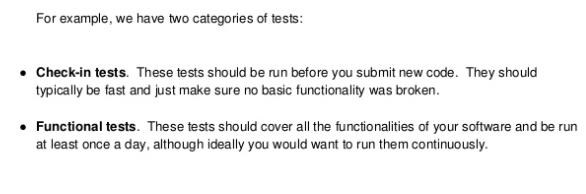 For example, we have two categories of tests:
• Check-in tests. These tests should be run before you submit new code. They should
typically be fast and just make sure no basic functionality was broken.
• Functional tests. These tests should cover all the functionalities of your software and be run
at least once a day, although ideally you would want to run them continuously.